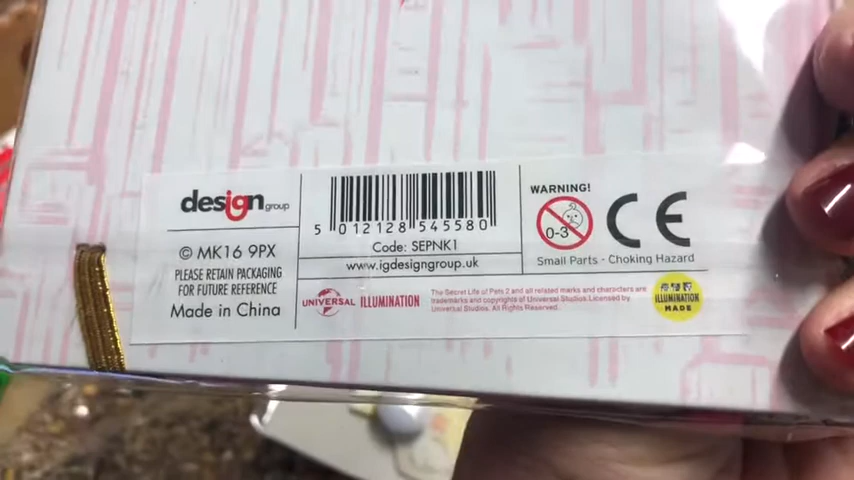 design group
© MK16 9PX
PLEASE RETAIN PACKAGING
FOR FUTURE REFERENCE
Made in China
5 012128 545580
Code: SEPNK1
www.igdesigngroup.uk
WARNING!
0-3
CE
Small Parts - Choking Hazard
UNIVERSAL
ILLUMINATION
The Secret Life of Pets 2 and all related marks and characters are
trademarks and copyrights of Universal Studios. Licensed by
Universal Studios. All Rights Reserved.
ILLUMINATION
MADE